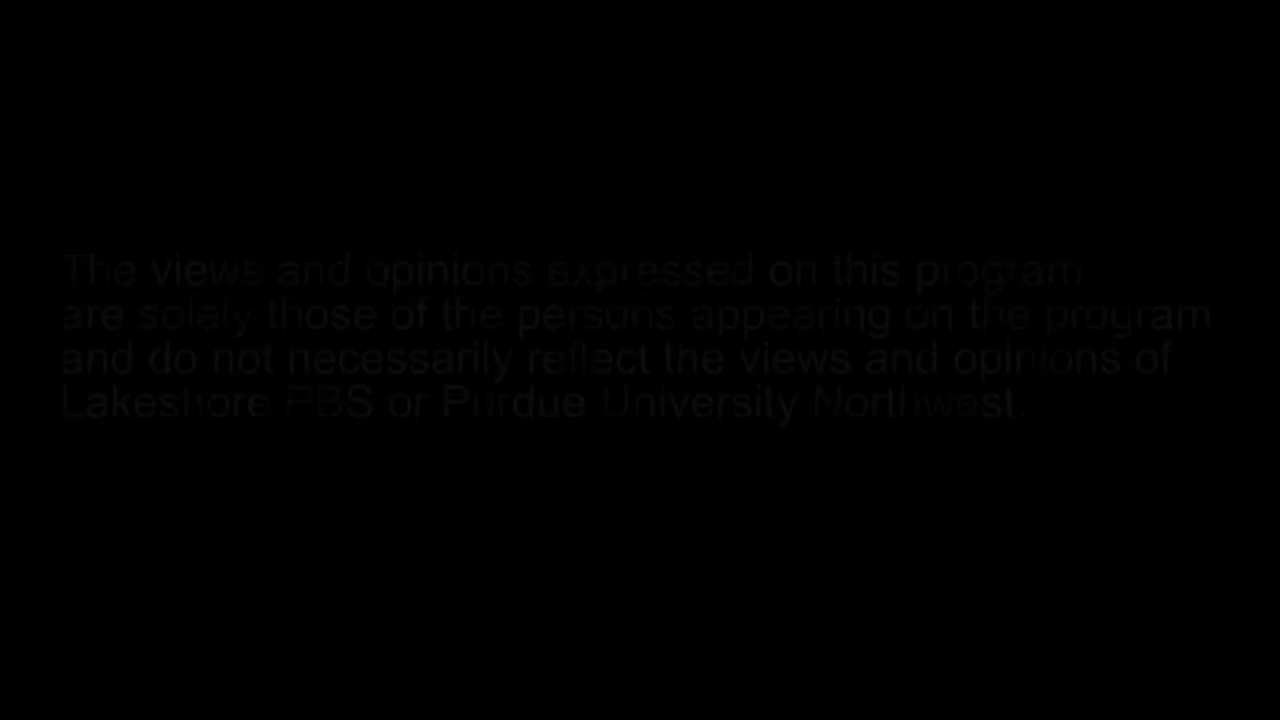 The views and opinions expressed on this program
are solely those of the persons appearing on the program
and do not necessarily reflect the views and opinions of
Lakeshore PBS or Purdue University Northwest.